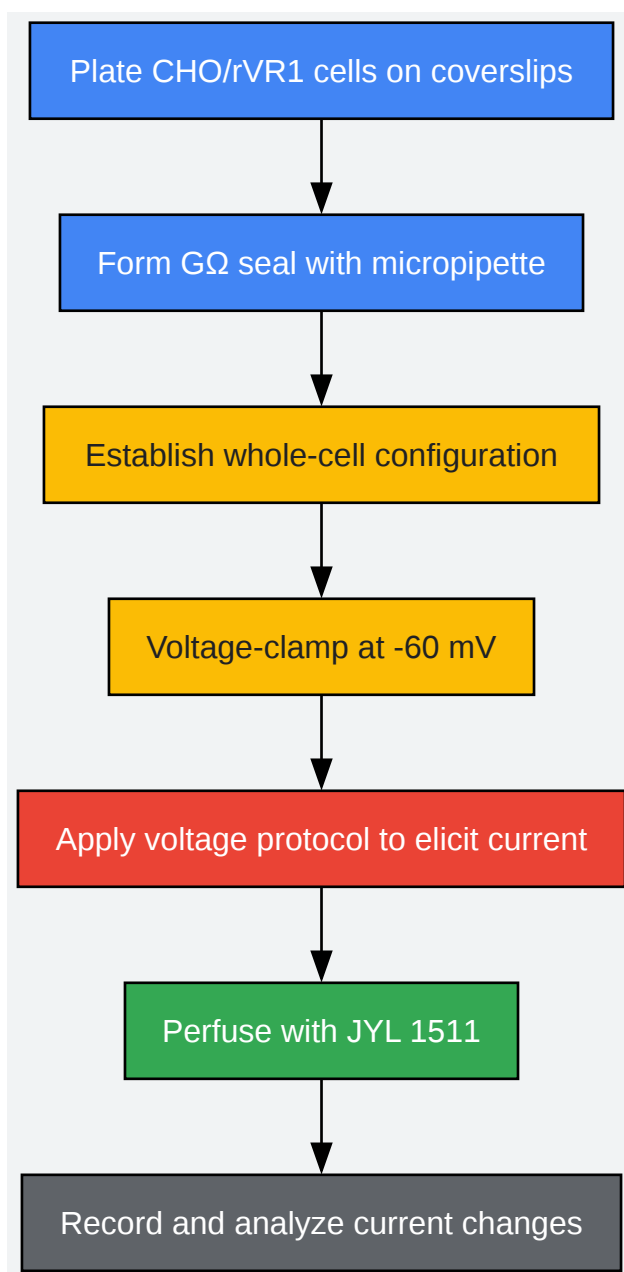 Plate CHO/rVR1 cells on coverslips
Form GΩ seal with micropipette
Establish whole-cell configuration
Voltage-clamp at -60 mV
Apply voltage protocol to elicit current
Perfuse with JYL 1511
Record and analyze current changes